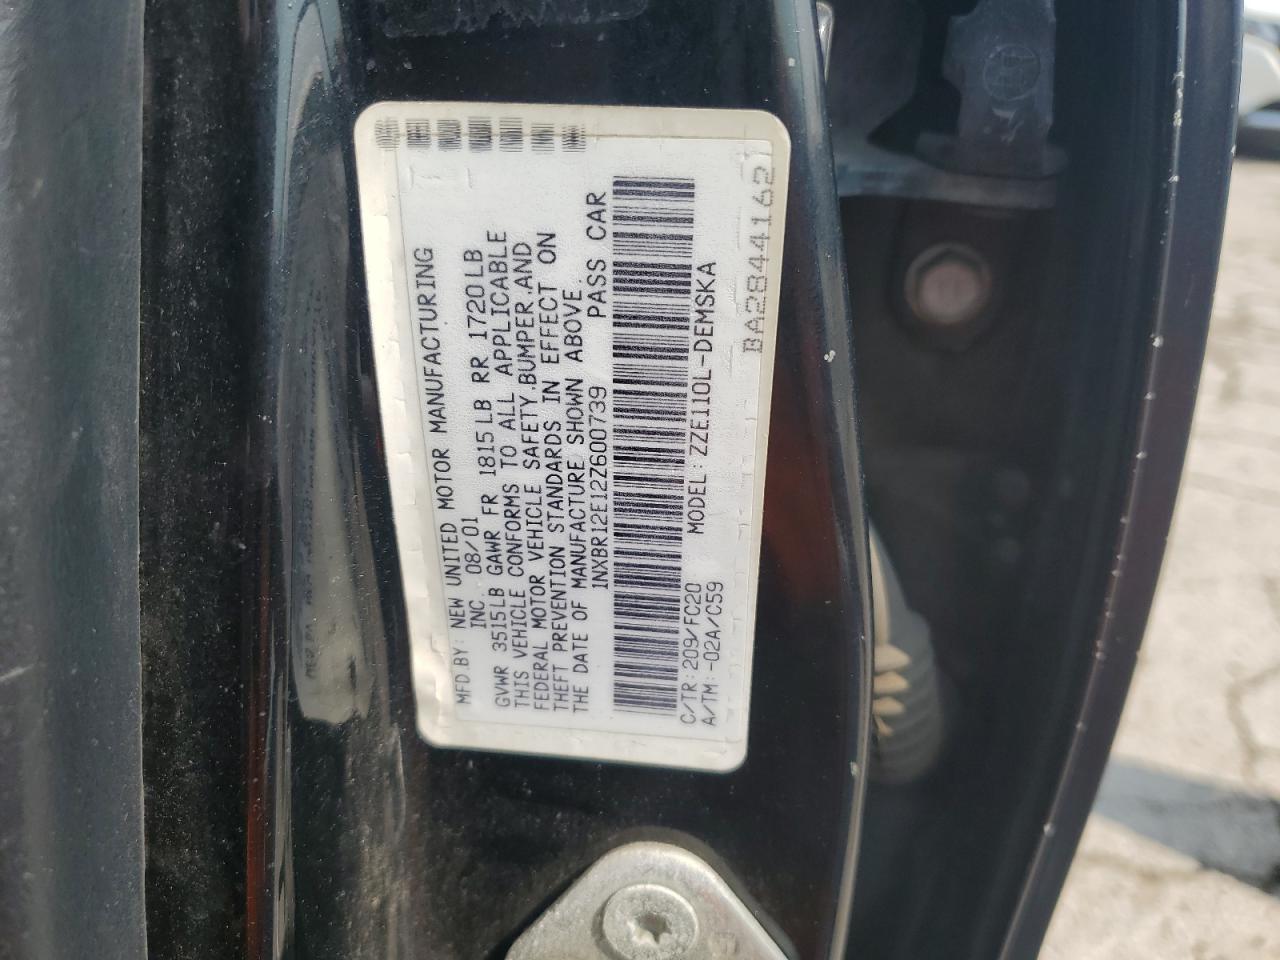 MFD.BY: NEW UNITED MOTOR MANUFACTURING
INC. 08/01
GVWR 3515LB GAWR FR 1815LB RR 1720LB
THIS VEHICLE CONFORMS TO ALL APPLICABLE
FEDERAL MOTOR VEHICLE SAFETY,BUMPER,AND
THEFT PREVENTION STANDARDS IN EFFECT ON
THE DATE OF MANUFACTURE SHOWN ABOVE.
1NXBR12E12Z600739 PASS CAR
C/TR:209/FC20 MODEL:ZZE110L-DEMSKA
A/TM:-02A/C59
BA2844162